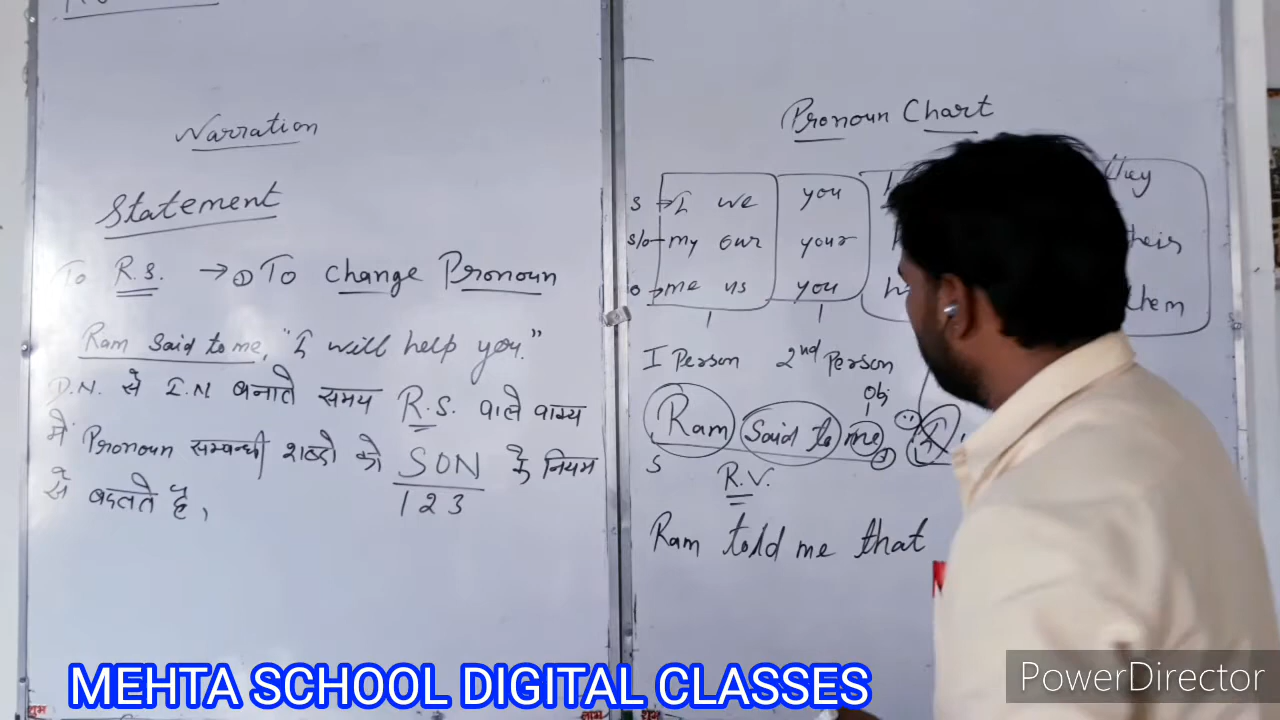 Narration
Statement
To R.S. → ① To Change Pronoun
Ram Said to me, "I will help you."
D.N. से I.N बनाते समय R.S. वाले वाक्य
में Pronoun सम्बन्धी शब्दो को SON के नियम
1 2 3
से बदलते है,
Pronoun Chart
S → I we you they
S/o → my our your their
o → me us you them
I Person 2nd Person
Obj
Ram Said to me I
S
R.V.
Ram told me that
MEHTA SCHOOL DIGITAL CLASSES
PowerDirector